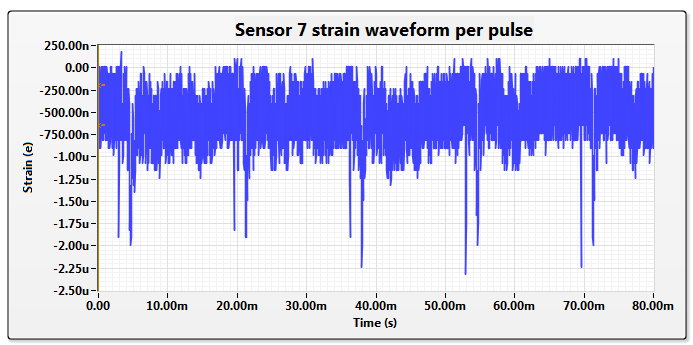 Sensor 7 strain waveform per pulse
250.00n
0.00
-250.00n
-500.00n
-750.00n
-1.00u
-1.25u
-1.50u
-1.75u
-2.00u
-2.25u
-2.50u
Strain (e)
0.00 10.00m 20.00m 30.00m 40.00m 50.00m 60.00m 70.00m 80.00m
Time (s)